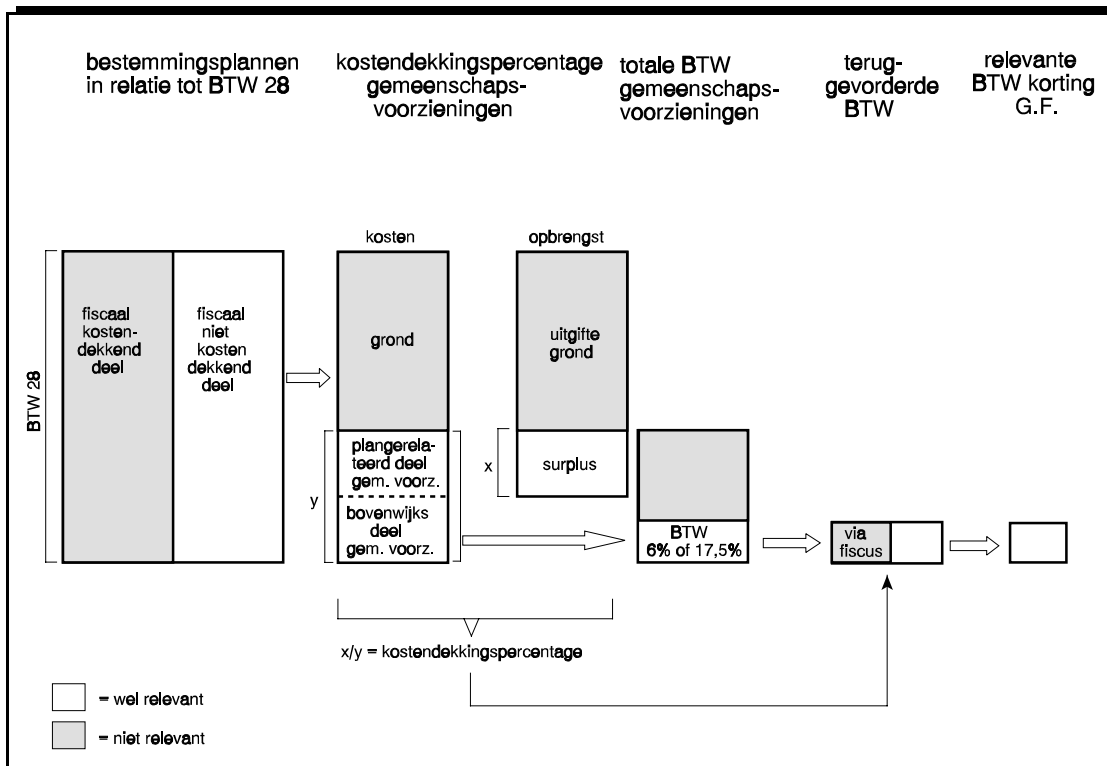 bestemmingsplannen
in relatie tot BTW 28
kostendekkingspercentage
gemeenschaps-
voorzieningen
totale BTW
gemeenschaps-
voorzieningen
terug-
gevorderde
BTW
relevante
BTW korting
G.F.
kosten
opbrengst
BTW 28
fiscaal
kosten-
dekkend
deel
fiscaal
niet
kosten
dekkend
deel
grond
uitgifte
grond
y
plangerela-
teerd deel
gem. voorz.
bovenwijks
deel
gem. voorz.
x
surplus
BTW
6% of 17,5%
via
fiscus
x/y = kostendekkingspercentage
= wel relevant
= niet relevant